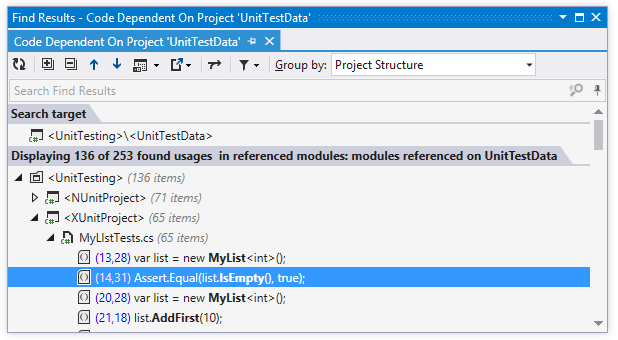 Find Results - Code Dependent On Project 'UnitTestData'
Code Dependent On Project 'UnitTestData'
Group by: Project Structure
Search Find Results
Search target
<UnitTesting>\<UnitTestData>
Displaying 136 of 253 found usages in referenced modules: modules referenced on UnitTestData
<UnitTesting> (136 items)
<NUnitProject> (71 items)
<XUnitProject> (65 items)
MyLIstTests.cs (65 items)
(13,28) var list = new MyList<int>();
(14,31) Assert.Equal(list.IsEmpty(), true);
(20,28) var list = new MyList<int>();
(21,18) list.AddFirst(10);